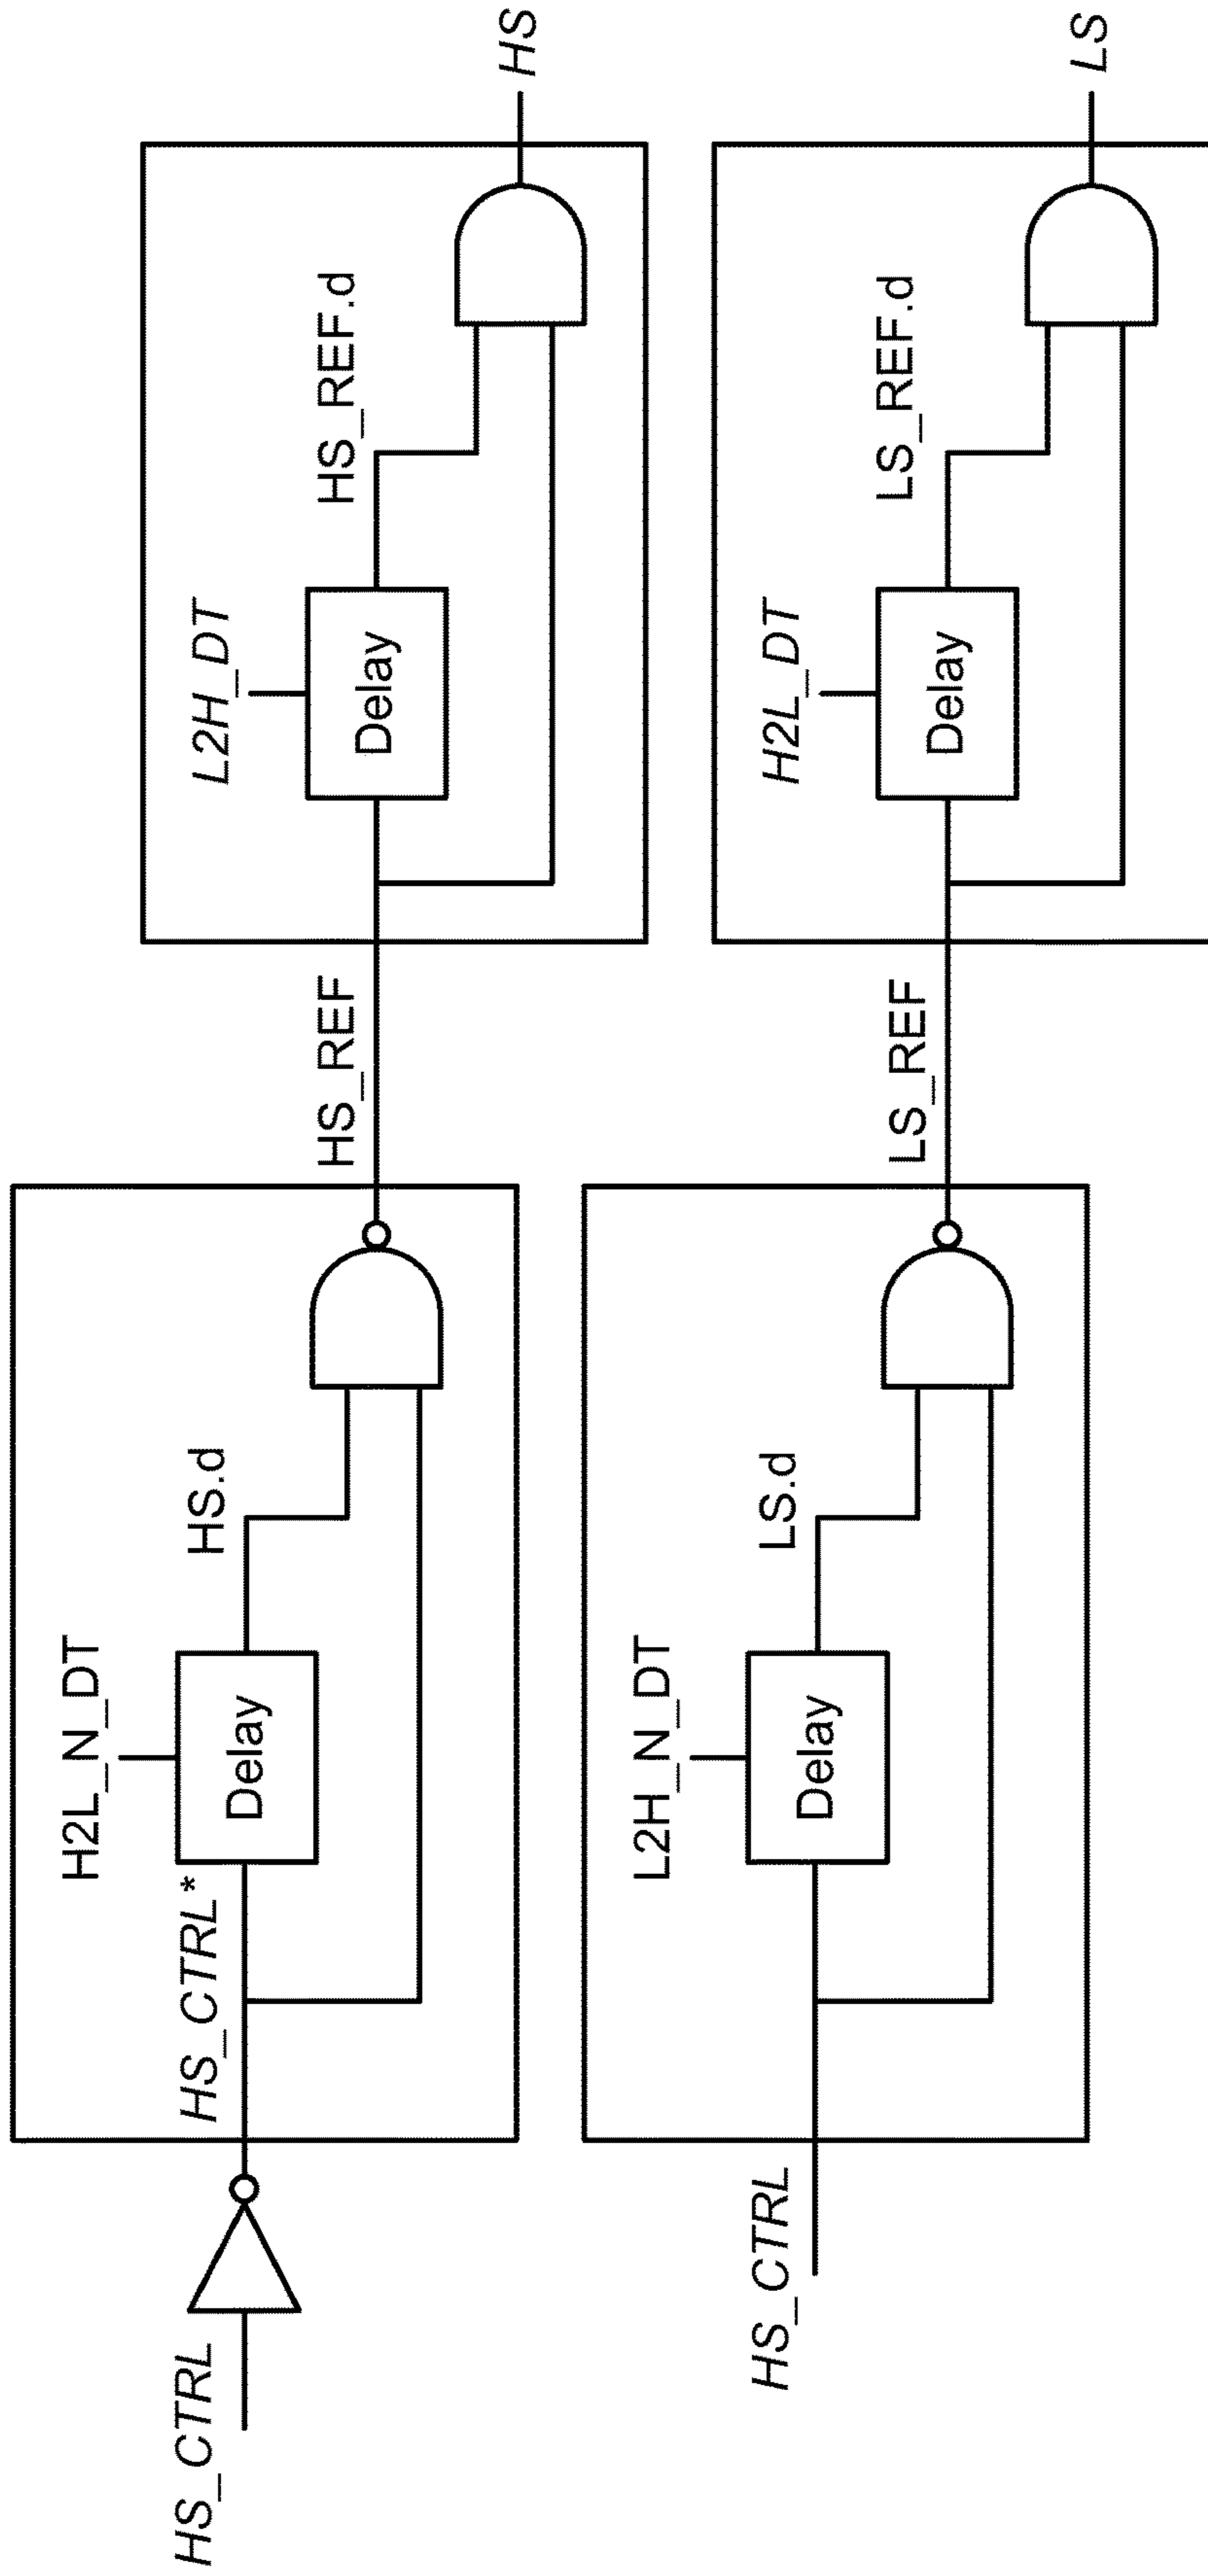 HS_CTRL
HS_CTRL*
H2L_N_DT
Delay
HS.d
HS_REF
L2H_DT
Delay
HS_REF.d
HS
HS_CTRL
L2H_N_DT
Delay
LS.d
LS_REF
H2L_DT
Delay
LS_REF.d
LS